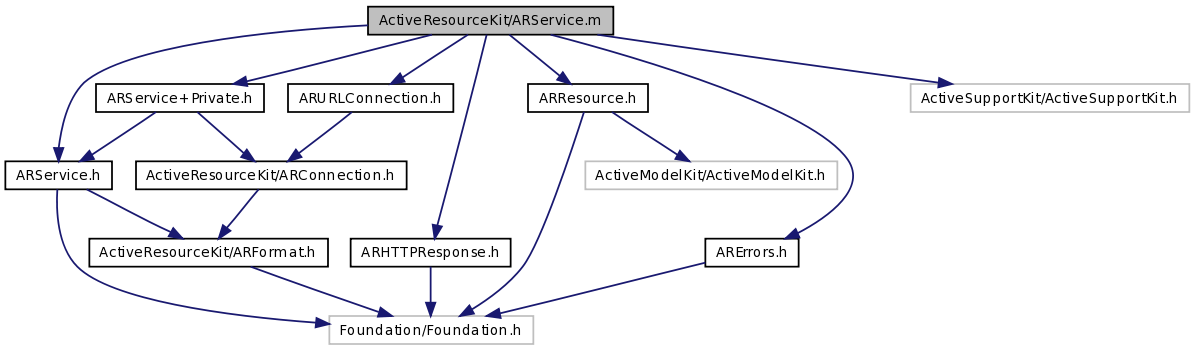 ActiveResourceKit/ARService.m
ARService+Private.h
ARURLConnection.h
ARResource.h
ActiveSupportKit/ActiveSupportKit.h
ARService.h
ActiveResourceKit/ARConnection.h
ActiveModelKit/ActiveModelKit.h
ActiveResourceKit/ARFormat.h
ARHTTPResponse.h
ARErrors.h
Foundation/Foundation.h